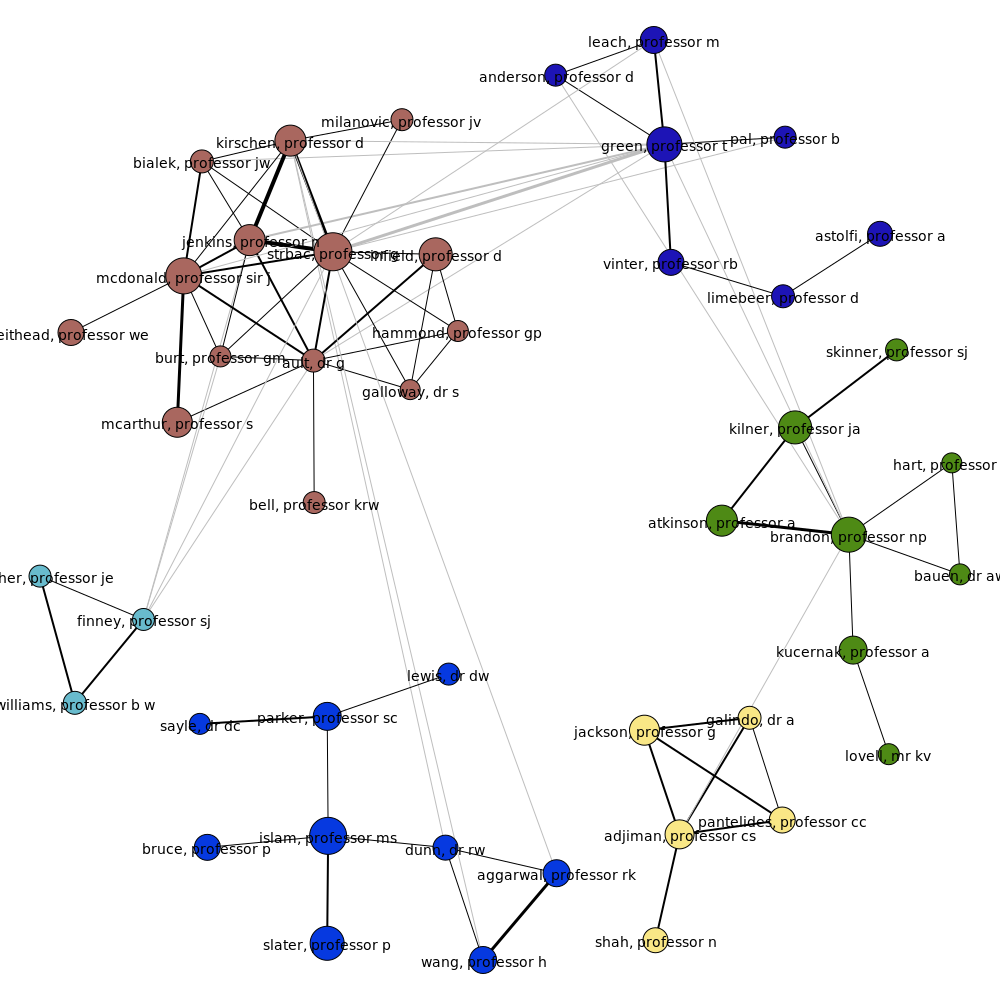 leach, professor m
anderson, professor d
milanovic, professor jv
pal, professor b
kirschen, professor d
green, professor t
bialek, professor jw
astolfi, professor a
jenkins, professor n
strbac, professor g
infield, professor d
vinter, professor rb
mcdonald, professor sir j
limebeer, professor d
eithead, professor we
hammond, professor gp
skinner, professor sj
burt, professor gm
ault, dr g
galloway, dr s
mcarthur, professor s
kilner, professor ja
hart, professor
bell, professor krw
atkinson, professor a
brandon, professor np
her, professor je
bauen, dr aw
finney, professor sj
kucernak, professor a
lewis, dr dw
williams, professor b w
parker, professor sc
sayle, dr dc
galindo, dr a
jackson, professor g
lovell, mr kv
pantelides, professor cc
islam, professor ms
adjiman, professor cs
bruce, professor p
dunn, dr rw
aggarwal, professor rk
slater, professor p
shah, professor n
wang, professor h